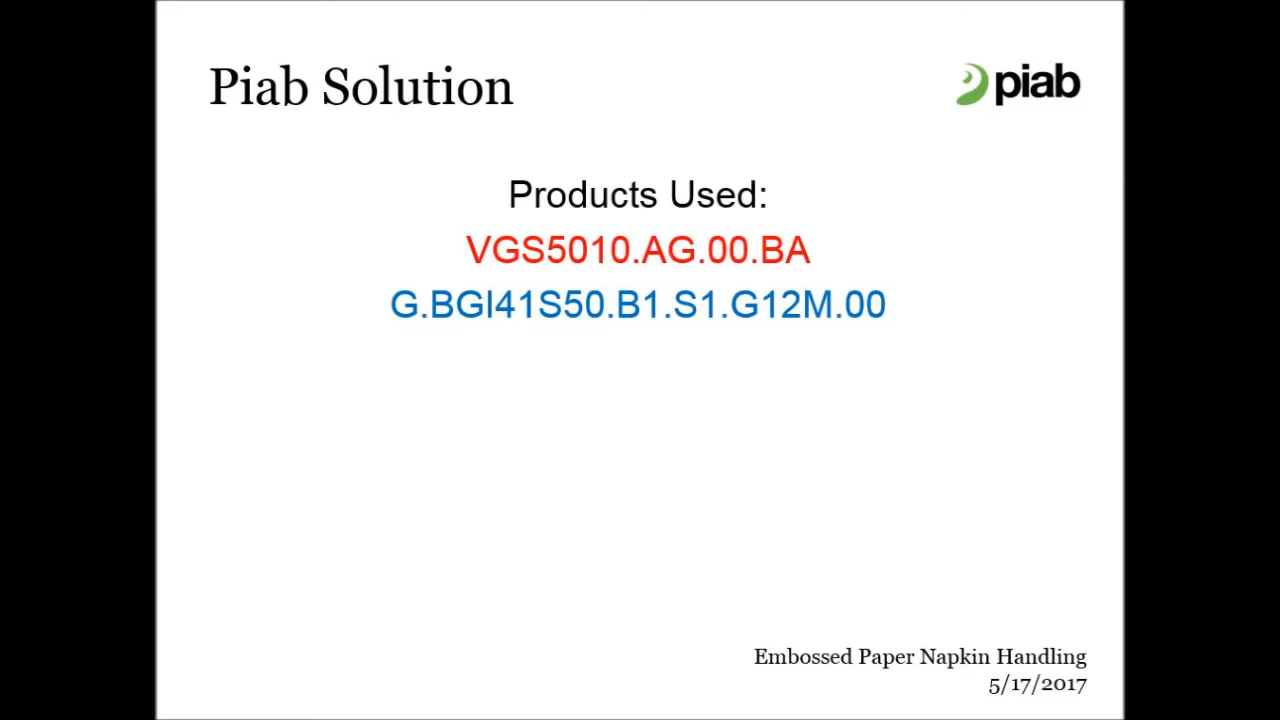 Piab Solution
piab
Products Used:
VGS5010.AG.00.BA
G.BGI41S50.B1.S1.G12M.00
Embossed Paper Napkin Handling
5/17/2017